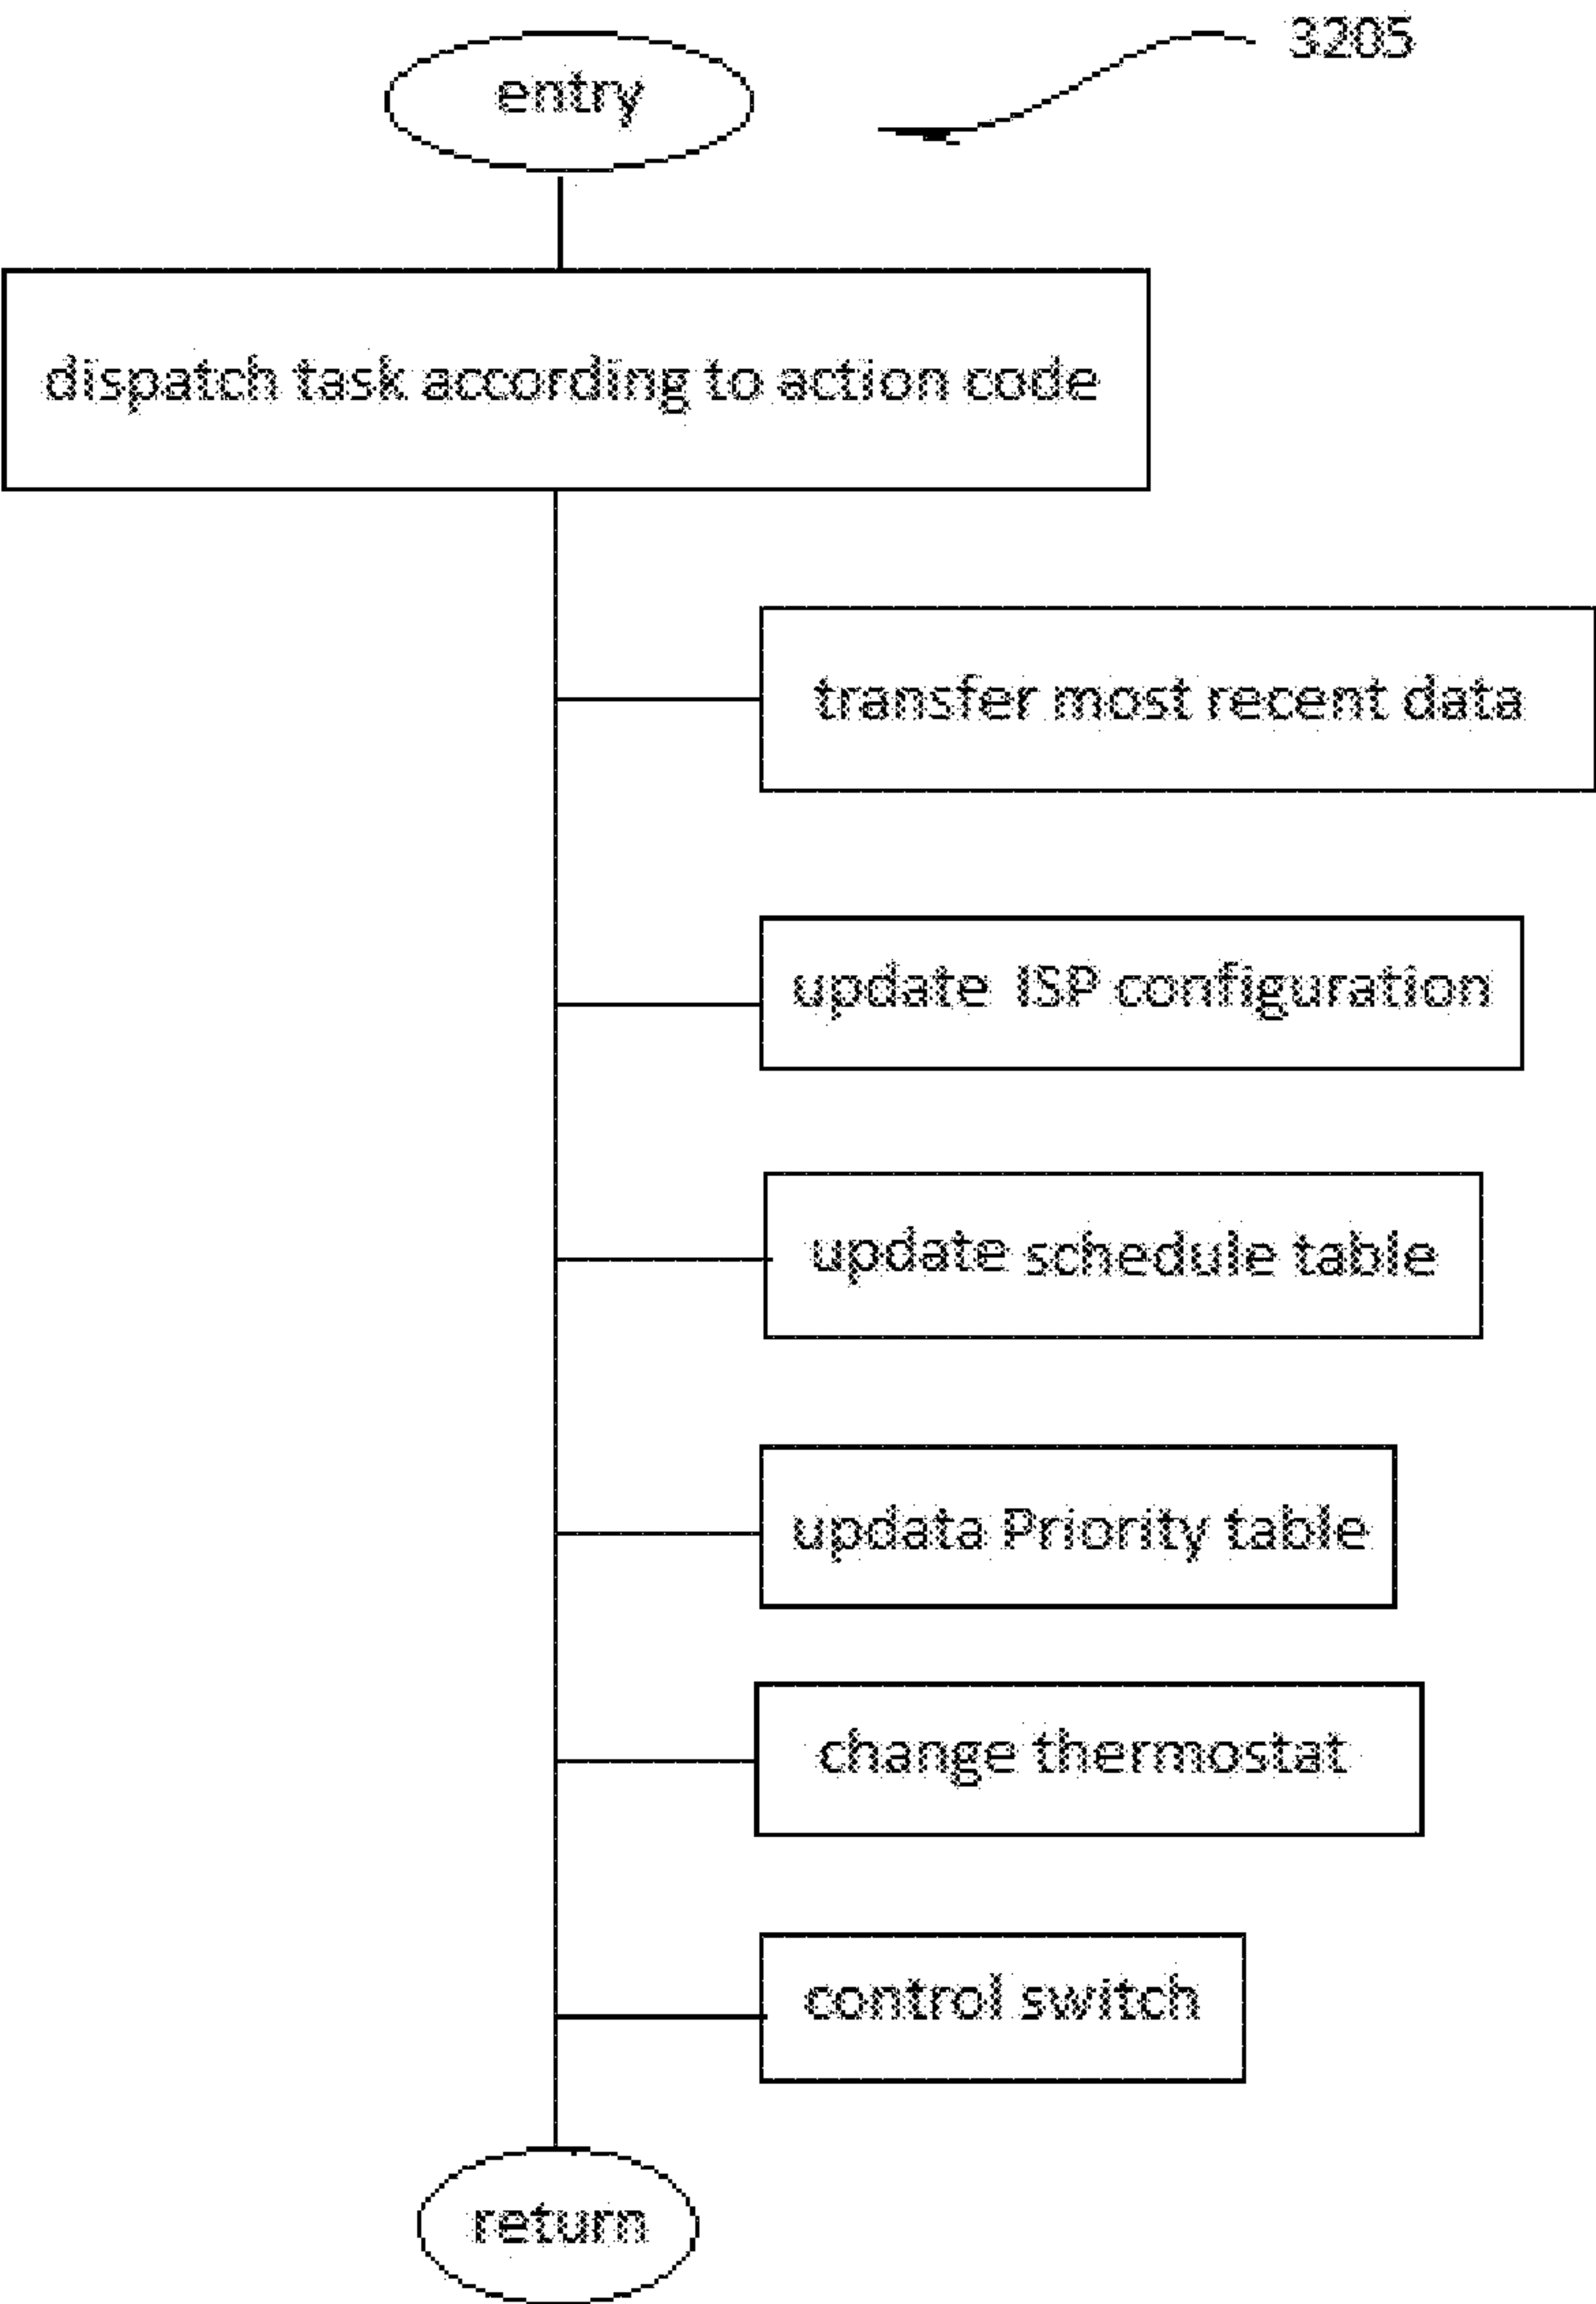 3205
entry
dispatch task according to action code
transfer most recent data
update ISP configuration
update schedule table
updata Priority table
change thermostat
control switch
return